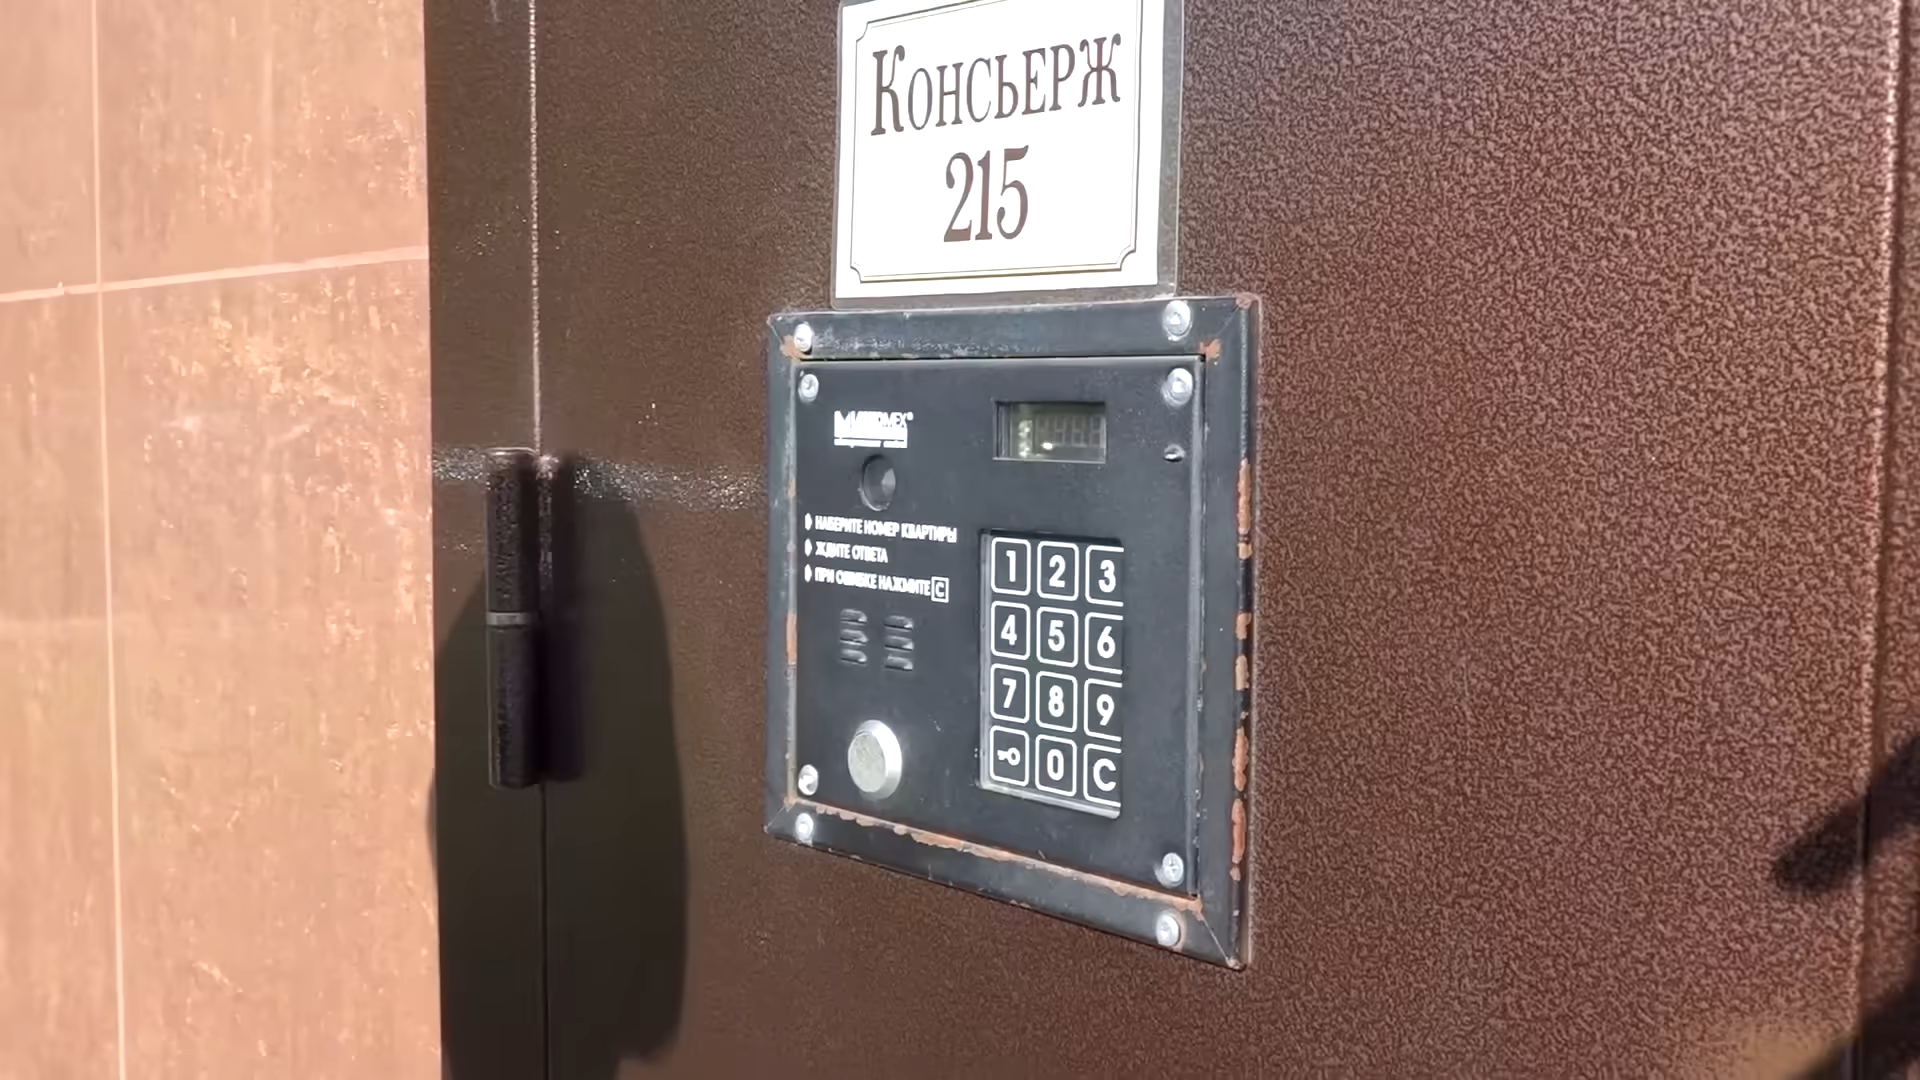 Консьерж
215
НАБЕРИТЕ НОМЕР КВАРТИРЫ
ЖДИТЕ ОТВЕТА
ПРИ ОШИБКЕ НАЖМИТЕ C
1 2 3
4 5 6
7 8 9
0 C